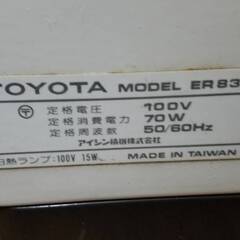 TOYOTA MODEL ER83
定格電圧 100V
定格消費電力 70W
定格周波数 50/60Hz
アイシン精機株式会社
白熱ランプ:100V 15W
MADE IN TAIWAN